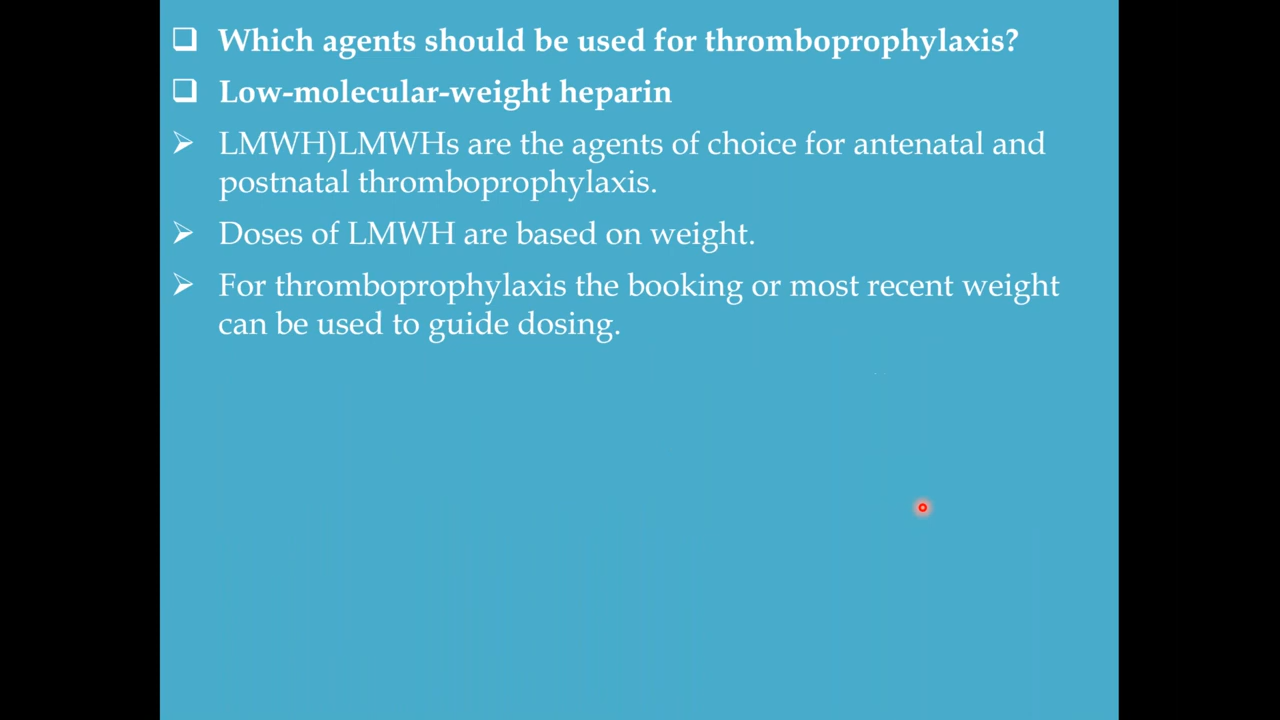 Which agents should be used for thromboprophylaxis?
Low-molecular-weight heparin
LMWH)LMWHs are the agents of choice for antenatal and
postnatal thromboprophylaxis.
Doses of LMWH are based on weight.
For thromboprophylaxis the booking or most recent weight
can be used to guide dosing.